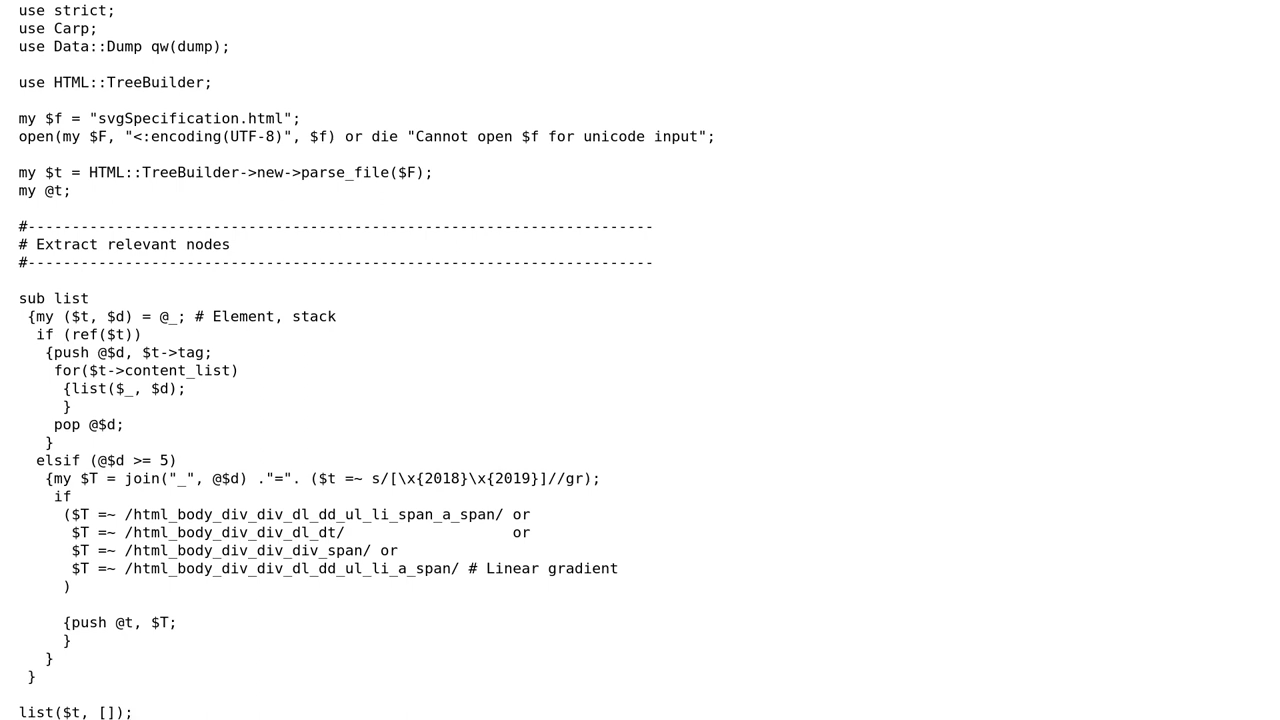 use strict;
use Carp;
use Data::Dump qw(dump);

use HTML::TreeBuilder;

my $f = "svgSpecification.html";
open(my $F, "<:encoding(UTF-8)", $f) or die "Cannot open $f for unicode input";

my $t = HTML::TreeBuilder->new->parse_file($F);
my @t;

#-----------------------------------------------------------------------
# Extract relevant nodes
#-----------------------------------------------------------------------

sub list
 {my ($t, $d) = @_; # Element, stack
  if (ref($t))
   {push @$d, $t->tag;
    for($t->content_list)
     {list($_, $d);
     }
    pop @$d;
   }
  elsif (@$d >= 5)
   {my $T = join("_", @$d) ."=". ($t =~ s/[\x{2018}\x{2019}]//gr);
    if
     ($T =~ /html_body_div_div_dl_dd_ul_li_span_a_span/ or
      $T =~ /html_body_div_div_dl_dt/                   or
      $T =~ /html_body_div_div_div_span/ or
      $T =~ /html_body_div_div_dl_dd_ul_li_a_span/ # Linear gradient
     )

     {push @t, $T;
     }
   }
 }

list($t, []);